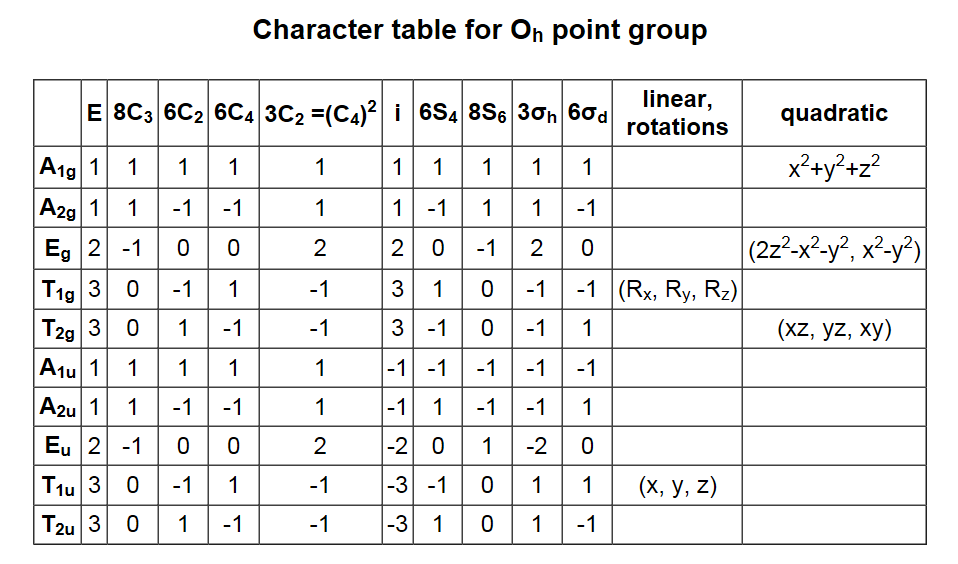 Character table for Oₕ point group
E 8C₃ 6C₂ 6C₄ 3C₂ =(C₄)² i 6S₄ 8S₆ 3σₕ 6σd linear, rotations quadratic
A₁g 1 1 1 1 1 1 1 1 1 1 x²+y²+z²
A₂g 1 1 -1 -1 1 1 -1 1 1 -1
Eg 2 -1 0 0 2 2 0 -1 2 0 (2z²-x²-y², x²-y²)
T₁g 3 0 -1 1 -1 3 1 0 -1 -1 (Rₓ, Ry, Rz)
T₂g 3 0 1 -1 -1 3 -1 0 -1 1 (xz, yz, xy)
A₁u 1 1 1 1 1 -1 -1 -1 -1 -1
A₂u 1 1 -1 -1 1 -1 1 -1 -1 1
Eu 2 -1 0 0 2 -2 0 1 -2 0
T₁u 3 0 -1 1 -1 -3 -1 0 1 1 (x, y, z)
T₂u 3 0 1 -1 -1 -3 1 0 1 -1